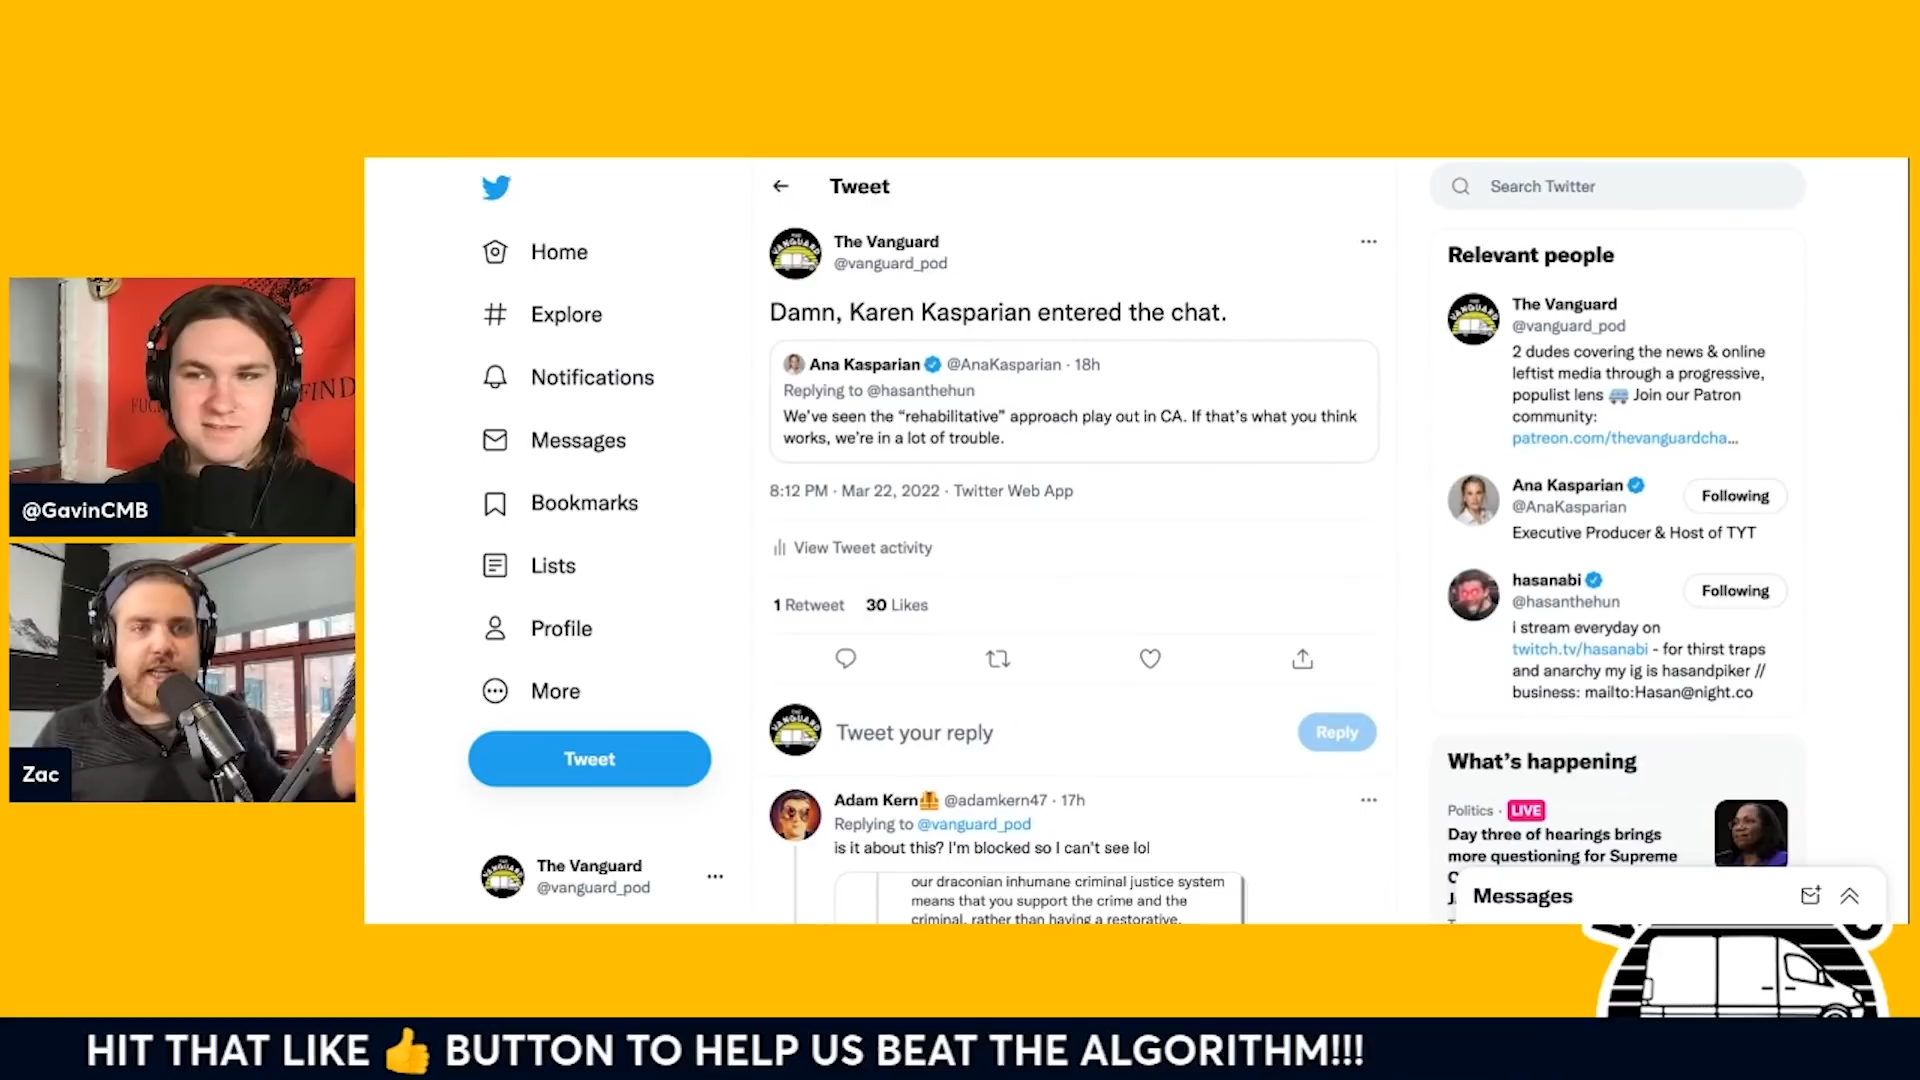 Home
Explore
Notifications
Messages
Bookmarks
Lists
Profile
More
Tweet
The Vanguard
@vanguard_pod
Tweet
The Vanguard
@vanguard_pod
Damn, Karen Kasparian entered the chat.
Ana Kasparian @AnaKasparian · 18h
Replying to @hasanthehun
We've seen the “rehabilitative” approach play out in CA. If that's what you think
works, we're in a lot of trouble.
8:12 PM · Mar 22, 2022 · Twitter Web App
View Tweet activity
1 Retweet 30 Likes
Tweet your reply
Reply
Adam Kern @adamkern47 · 17h
Replying to @vanguard_pod
is it about this? I'm blocked so I can't see lol
our draconian inhumane criminal justice system
means that you support the crime and the
criminal, rather than having a restorative,
Search Twitter
Relevant people
The Vanguard
@vanguard_pod
2 dudes covering the news & online
leftist media through a progressive,
populist lens 🚐 Join our Patron
community:
patreon.com/thevanguardcha...
Ana Kasparian
@AnaKasparian
Following
Executive Producer & Host of TYT
hasanabi
@hasanthehun
Following
i stream everyday on
twitch.tv/hasanabi - for thirst traps
and anarchy my ig is hasandpiker //
business: mailto:Hasan@night.co
What's happening
Politics · LIVE
Day three of hearings brings
more questioning for Supreme
Messages
@GavinCMB
Zac
HIT THAT LIKE 👍 BUTTON TO HELP US BEAT THE ALGORITHM!!!